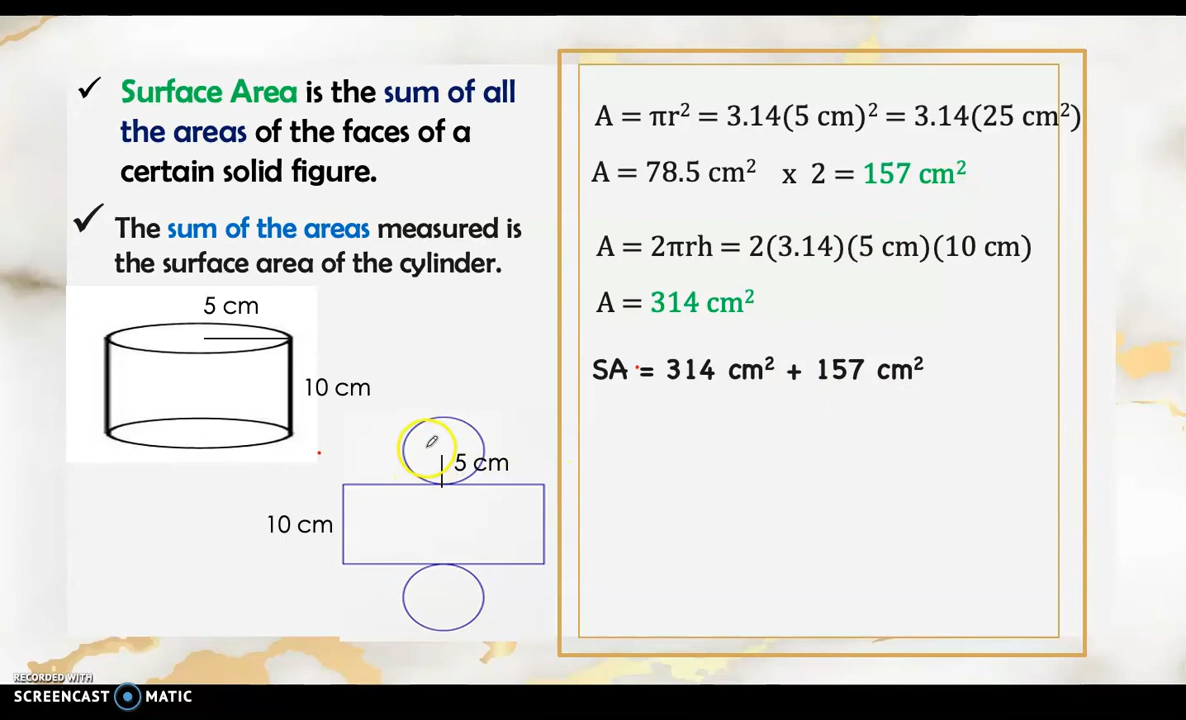 ✓ Surface Area is the sum of all
the areas of the faces of a
certain solid figure.
✓ The sum of the areas measured is
the surface area of the cylinder.
5 cm
10 cm
5 cm
10 cm
A = πr² = 3.14(5 cm)² = 3.14(25 cm²)
A = 78.5 cm² x 2 = 157 cm²
A = 2πrh = 2(3.14)(5 cm)(10 cm)
A = 314 cm²
SA = 314 cm² + 157 cm²
RECORDED WITH
SCREENCAST MATIC